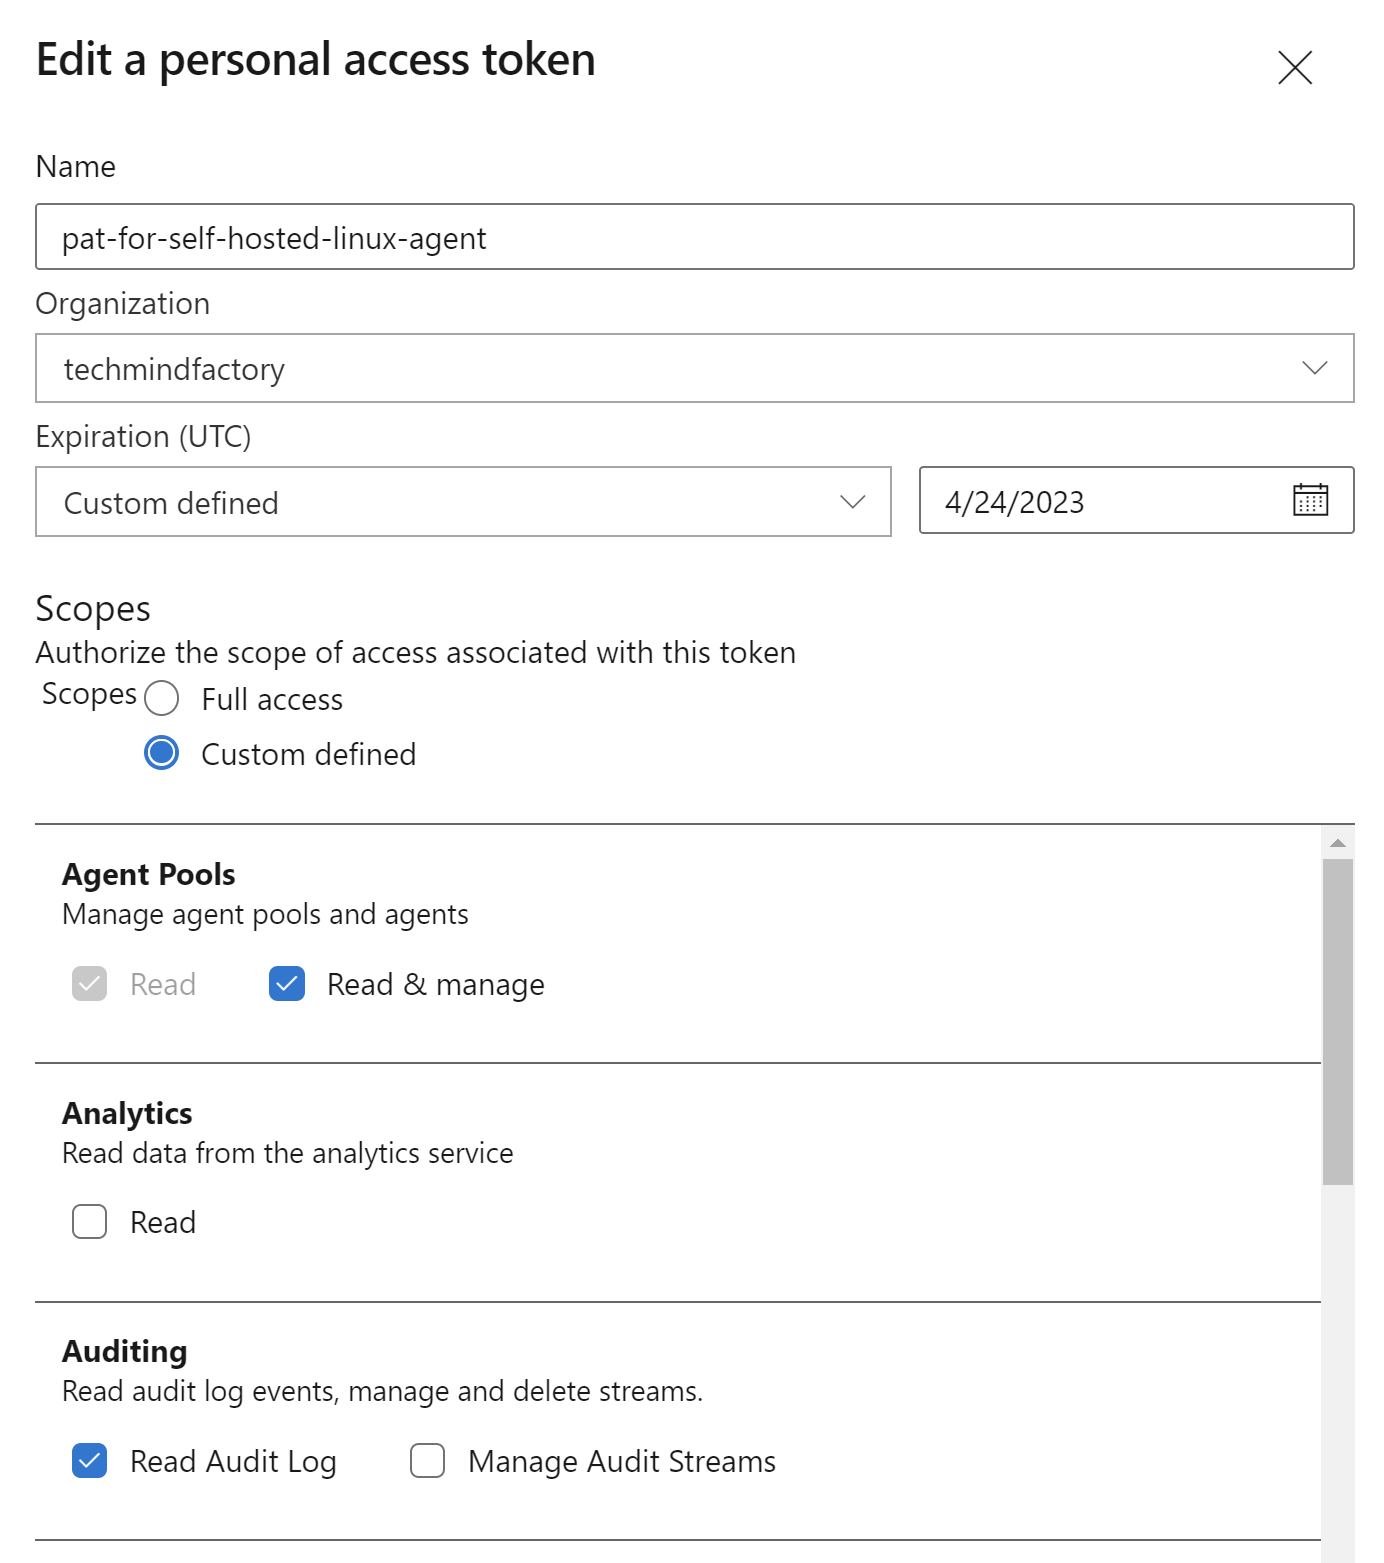 Edit a personal access token
Name
pat-for-self-hosted-linux-agent
Organization
techmindfactory
Expiration (UTC)
Custom defined 4/24/2023
Scopes
Authorize the scope of access associated with this token
Scopes Full access
Custom defined
Agent Pools
Manage agent pools and agents
Read Read & manage
Analytics
Read data from the analytics service
Read
Auditing
Read audit log events, manage and delete streams.
Read Audit Log Manage Audit Streams